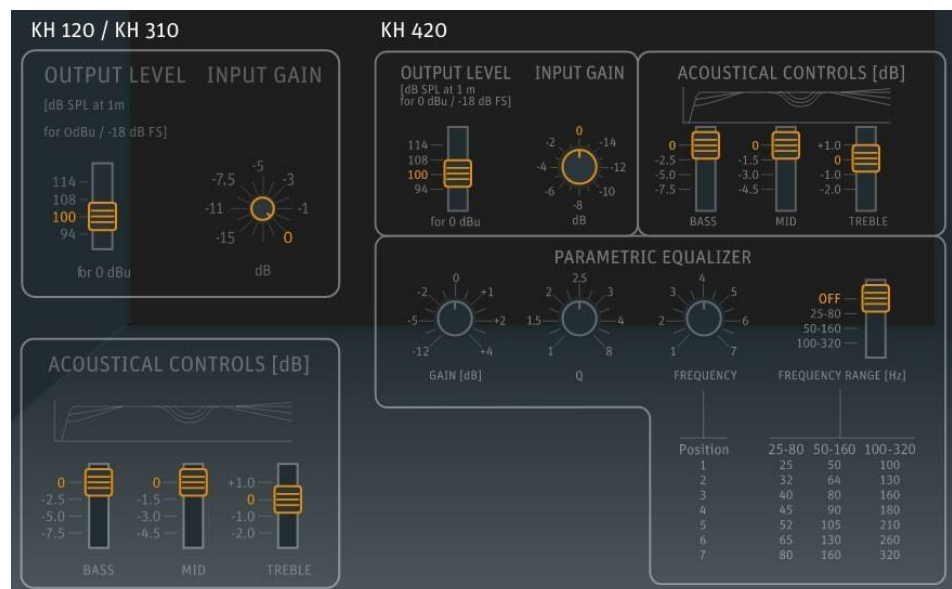 KH 120 / KH 310
OUTPUT LEVEL INPUT GAIN
[dB SPL at 1m
for 0dBu / -18 dB FS]
114
108
100
94
for 0 dBu
-5
-7.5 -3
-11 -1
-15 0
dB
ACOUSTICAL CONTROLS [dB]
0
-2.5
-5.0
-7.5
BASS
0
-1.5
-3.0
-4.5
MID
+1.0
0
-1.0
-2.0
TREBLE
KH 420
OUTPUT LEVEL INPUT GAIN
[dB SPL at 1 m
for 0 dBu / -18 dB FS]
114
108
100
94
for 0 dBu
0
-2 -14
-4 -12
-6 -10
-8
dB
ACOUSTICAL CONTROLS [dB]
0
-2.5
-5.0
-7.5
BASS
0
-1.5
-3.0
-4.5
MID
+1.0
0
-1.0
-2.0
TREBLE
PARAMETRIC EQUALIZER
0
-2 +1
-5 +2
-12 +4
GAIN [dB]
2.5
2 3
1.5 4
1 8
Q
4
3 5
2 6
1 7
FREQUENCY
OFF
25-80
50-160
100-320
FREQUENCY RANGE [Hz]
Position 25-80 50-160 100-320
1 25 50 100
2 32 64 130
3 40 80 160
4 45 90 180
5 52 105 210
6 65 130 260
7 80 160 320